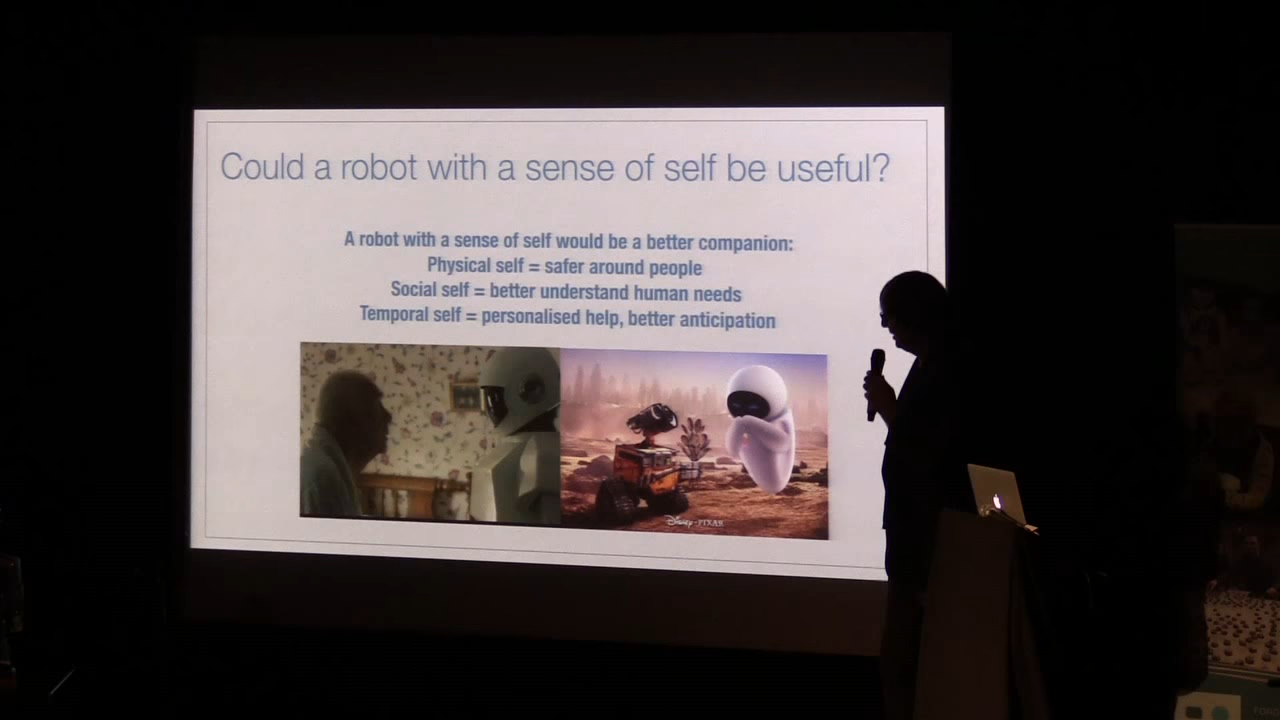 Could a robot with a sense of self be useful?
A robot with a sense of self would be a better companion:
Physical self = safer around people
Social self = better understand human needs
Temporal self = personalised help, better anticipation
Disney·PIXAR